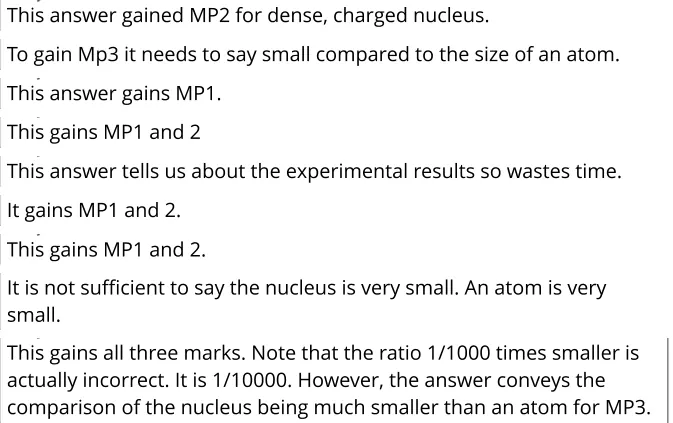 This answer gained MP2 for dense, charged nucleus.
To gain Mp3 it needs to say small compared to the size of an atom.
This answer gains MP1.
This gains MP1 and 2
This answer tells us about the experimental results so wastes time.
It gains MP1 and 2.
This gains MP1 and 2.
It is not sufficient to say the nucleus is very small. An atom is very
small.
This gains all three marks. Note that the ratio 1/1000 times smaller is
actually incorrect. It is 1/10000. However, the answer conveys the
comparison of the nucleus being much smaller than an atom for MP3.